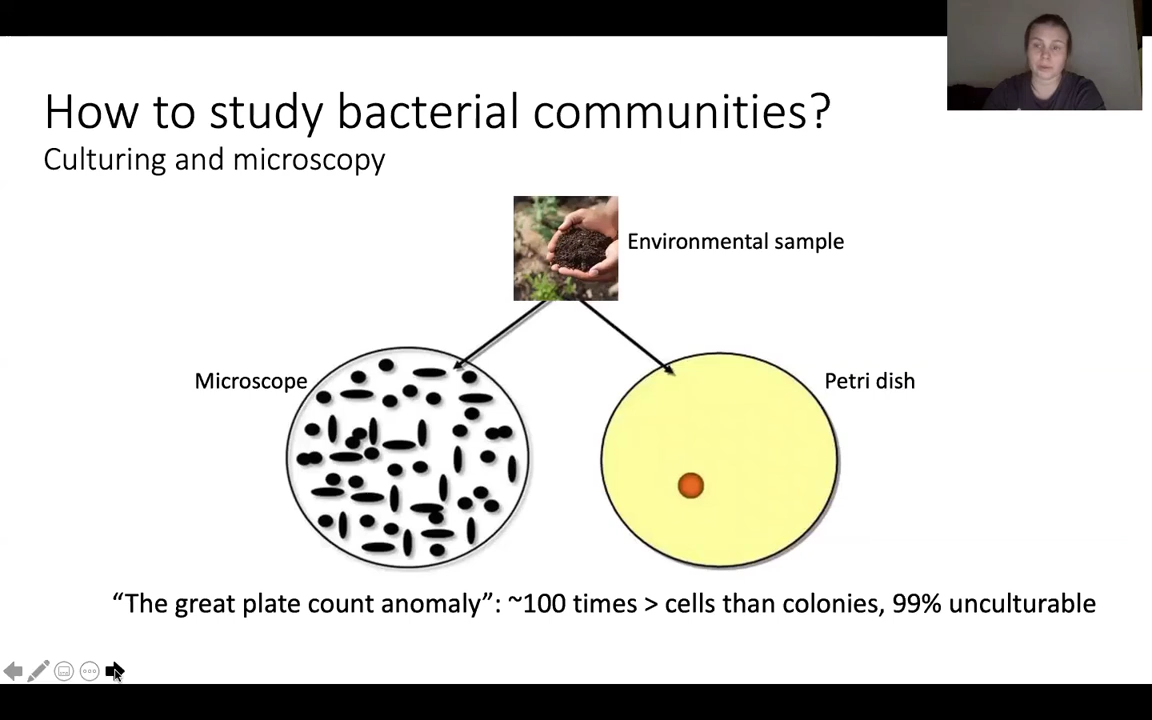 How to study bacterial communities?
Culturing and microscopy
Environmental sample
Microscope
Petri dish
“The great plate count anomaly”: ~100 times > cells than colonies, 99% unculturable